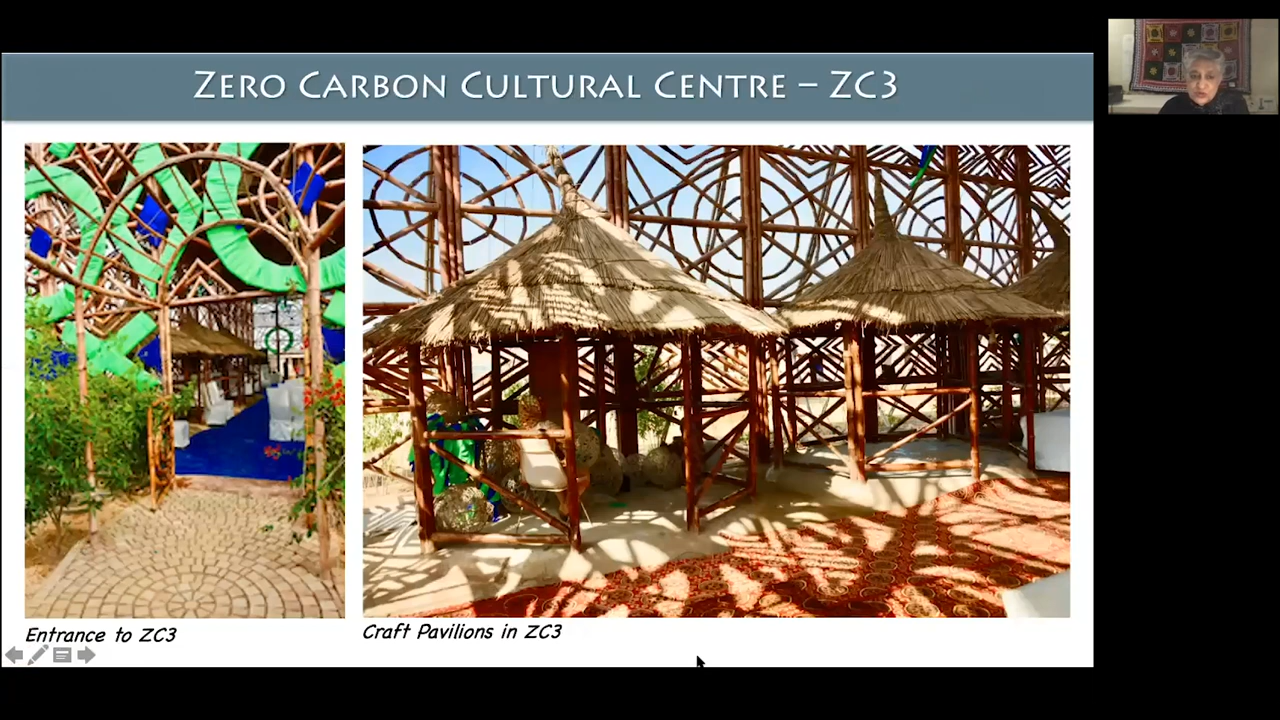 ZERO CARBON CULTURAL CENTRE – ZC3
Entrance to ZC3
Craft Pavilions in ZC3